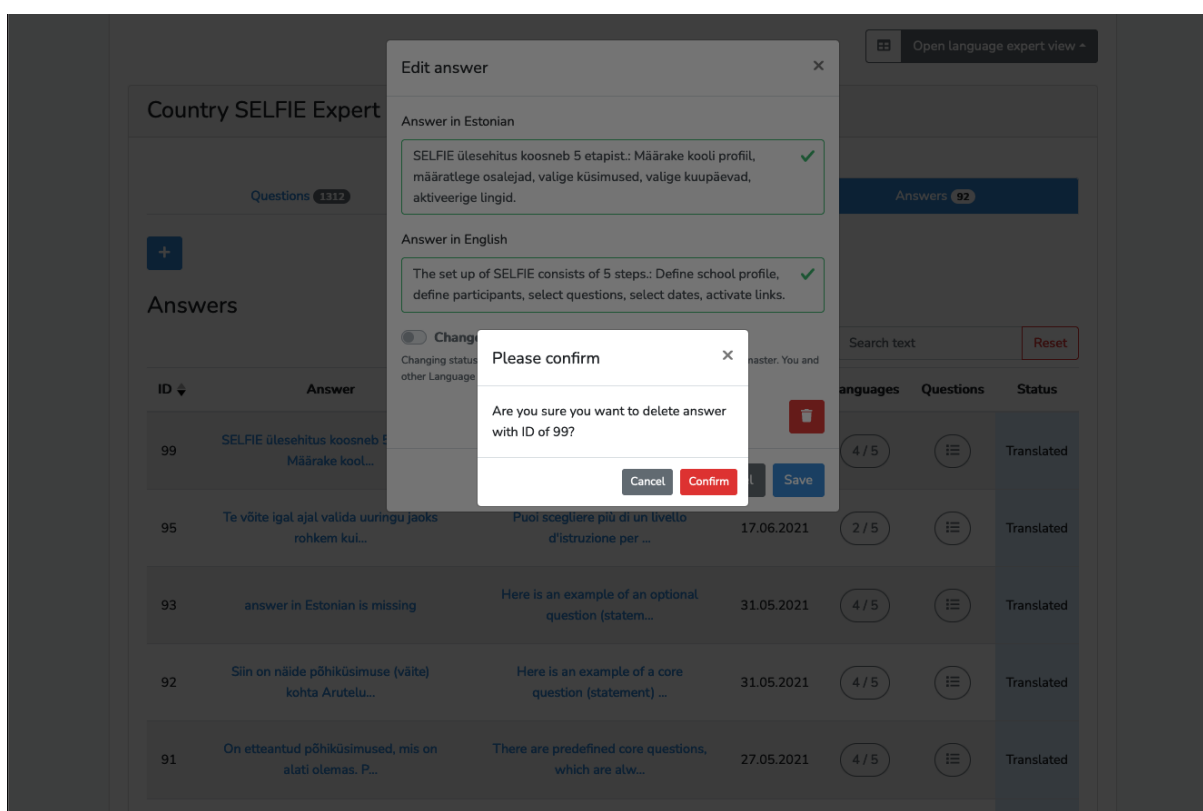 Open language expert view
Edit answer
Country SELFIE Expert
Answer in Estonian
SELFIE ülesehitus koosneb 5 etapist.: Määrake kooli profiil,
määratlege osalejad, valige küsimused, valige kuupäevad,
aktiveerige lingid.
Questions 1312
Answers 92
Answer in English
The set up of SELFIE consists of 5 steps.: Define school profile,
define participants, select questions, select dates, activate links.
+
Answers
Chang
Changing status
master. You and
other Language
Search text
Reset
Please confirm
Are you sure you want to delete answer
with ID of 99?
Cancel
Confirm
Save
ID
Answer
anguages
Questions
Status
99
SELFIE ülesehitus koosneb 5
Määrake kool...
4 / 5
Translated
95
Te võite igal ajal valida uuringu jaoks
rohkem kui...
Puoi scegliere più di un livello
d'istruzione per ...
17.06.2021
2 / 5
Translated
93
answer in Estonian is missing
Here is an example of an optional
question (statem...
31.05.2021
4 / 5
Translated
92
Siin on näide põhiküsimuse (väite)
kohta Arutelu...
Here is an example of a core
question (statement) ...
31.05.2021
4 / 5
Translated
91
On etteantud põhiküsimused, mis on
alati olemas. P...
There are predefined core questions,
which are alw...
27.05.2021
4 / 5
Translated